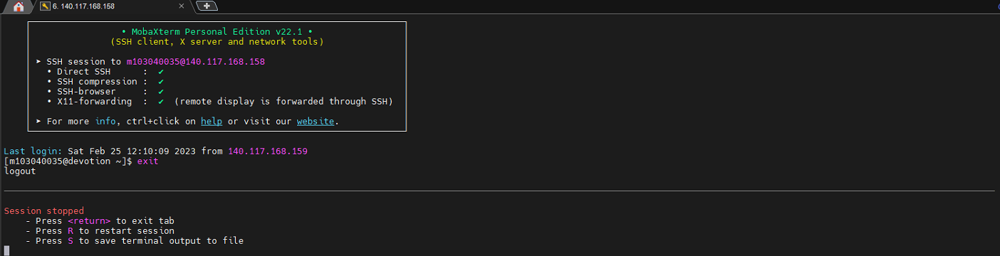 6. 140.117.168.158
• MobaXterm Personal Edition v22.1 •
(SSH client, X server and network tools)
➤ SSH session to m103040035@140.117.168.158
• Direct SSH : ✔
• SSH compression : ✔
• SSH-browser : ✔
• X11-forwarding : ✔ (remote display is forwarded through SSH)
➤ For more info, ctrl+click on help or visit our website.
Last login: Sat Feb 25 12:10:09 2023 from 140.117.168.159
[m103040035@devotion ~]$ exit
logout
Session stopped
- Press <return> to exit tab
- Press R to restart session
- Press S to save terminal output to file